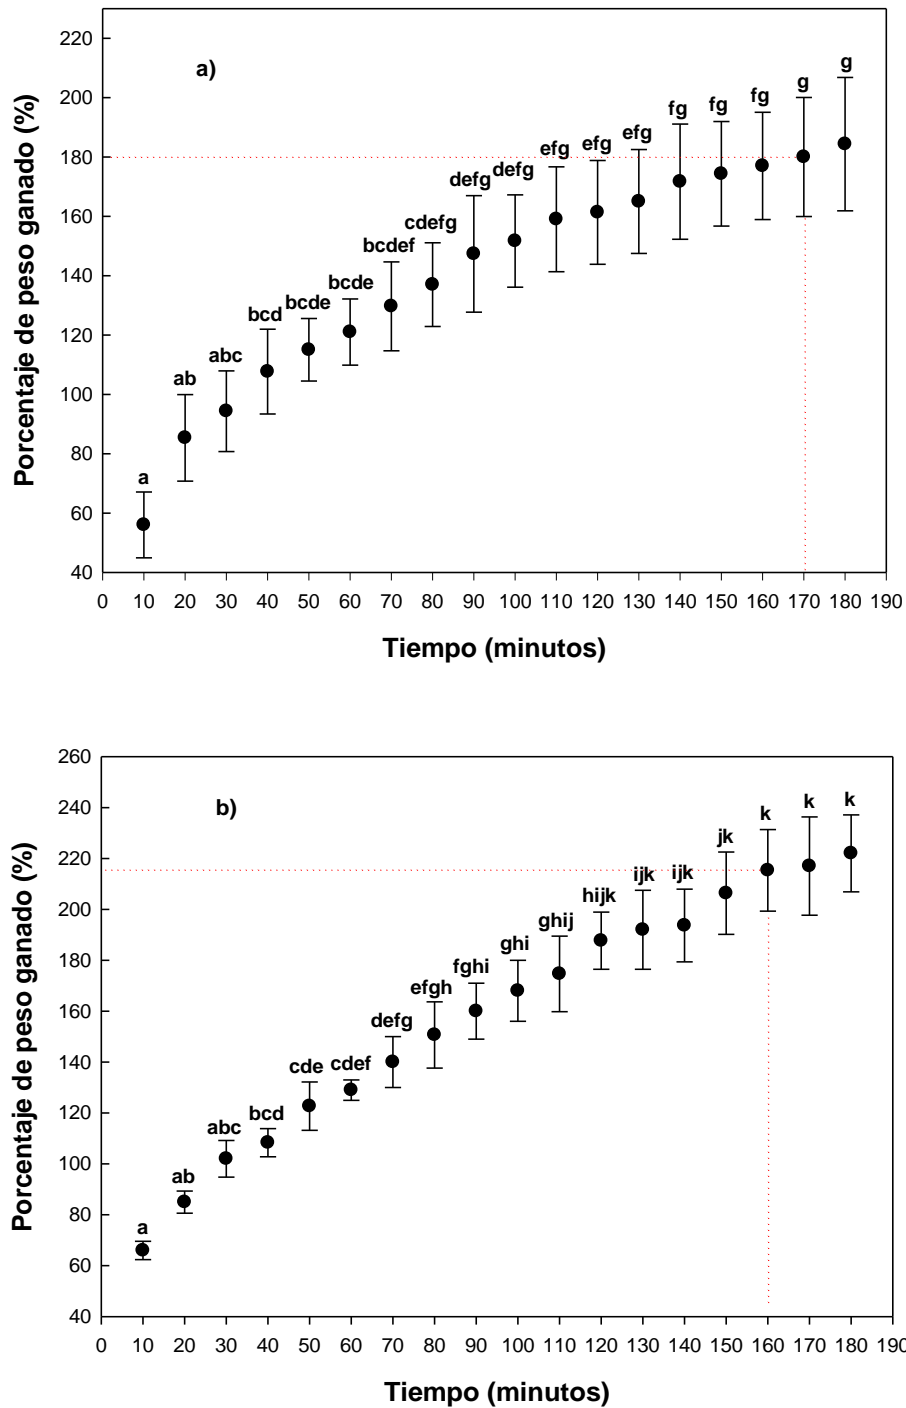 a)
Porcentaje de peso ganado (%)
220
200
180
160
140
120
100
80
60
40
a
ab
abc
bcd
bcde
bcde
bcdef
cdefg
defg
defg
efg
efg
efg
fg
fg
fg
g
g
0 10 20 30 40 50 60 70 80 90 100 110 120 130 140 150 160 170 180 190
Tiempo (minutos)
b)
Porcentaje de peso ganado (%)
260
240
220
200
180
160
140
120
100
80
60
40
a
ab
abc
bcd
cde
cdef
defg
efgh
fghi
ghi
ghij
hijk
ijk
ijk
jk
k
k
k
0 10 20 30 40 50 60 70 80 90 100 110 120 130 140 150 160 170 180 190
Tiempo (minutos)